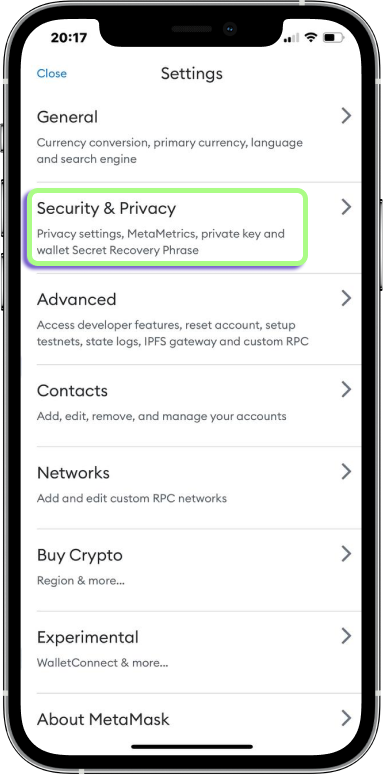 20:17
Close
Settings
General
Currency conversion, primary currency, language
and search engine
Security & Privacy
Privacy settings, MetaMetrics, private key and
wallet Secret Recovery Phrase
Advanced
Access developer features, reset account, setup
testnets, state logs, IPFS gateway and custom RPC
Contacts
Add, edit, remove, and manage your accounts
Networks
Add and edit custom RPC networks
Buy Crypto
Region & more...
Experimental
WalletConnect & more...
About MetaMask